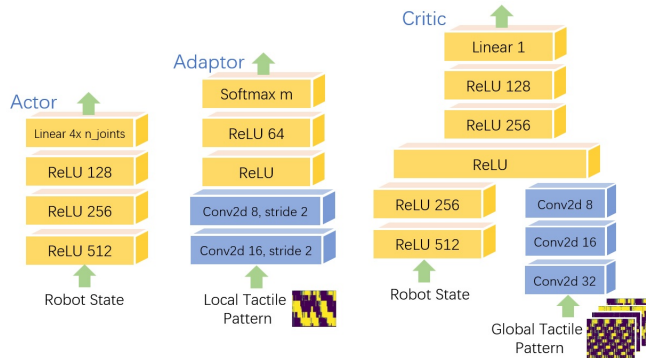 Actor
Linear 4x n_joints
ReLU 128
ReLU 256
ReLU 512
Robot State
Adaptor
Softmax m
ReLU 64
ReLU
Conv2d 8, stride 2
Conv2d 16, stride 2
Local Tactile
Pattern
Critic
Linear 1
ReLU 128
ReLU 256
ReLU
ReLU 256
ReLU 512
Robot State
Conv2d 8
Conv2d 16
Conv2d 32
Global Tactile
Pattern